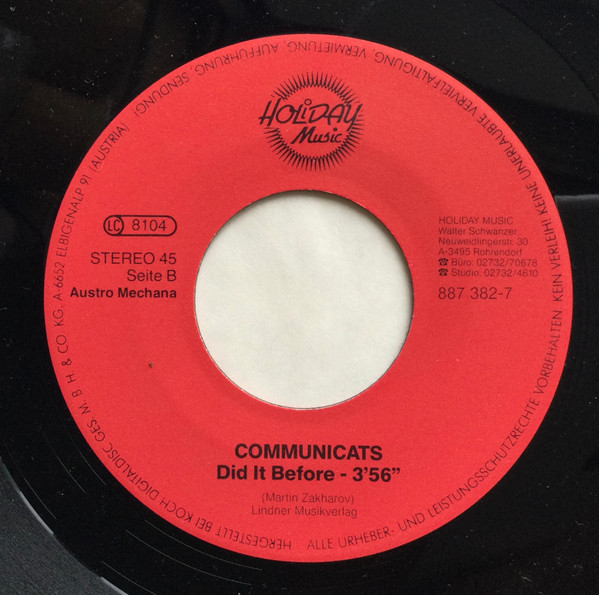 HOLiDAY
Music
LC 8104
STEREO 45
Seite B
Austro Mechana
HOLIDAY MUSIC
Walter Schwanzer
Neuweidlingerstr. 30
A-3495 Rohrendorf
☎ Büro: 02732/70678
☎ Studio: 02732/4610
887 382-7
COMMUNICATS
Did It Before - 3'56”
(Martin Zakharov)
Lindner Musikverlag
HERGESTELLT BEI KOCH DIGITALDISC GES. M. B. H & CO KG. A-6652 ELBIGENALP 91 (AUSTRIA)
ALLE URHEBER- UND LEISTUNGSSCHUTZRECHTE VORBEHALTEN. KEIN VERLEIH! KEINE UNERLAUBTE VERVIELFÄLTIGUNG, VERMIETUNG, AUFFÜHRUNG, SENDUNG!